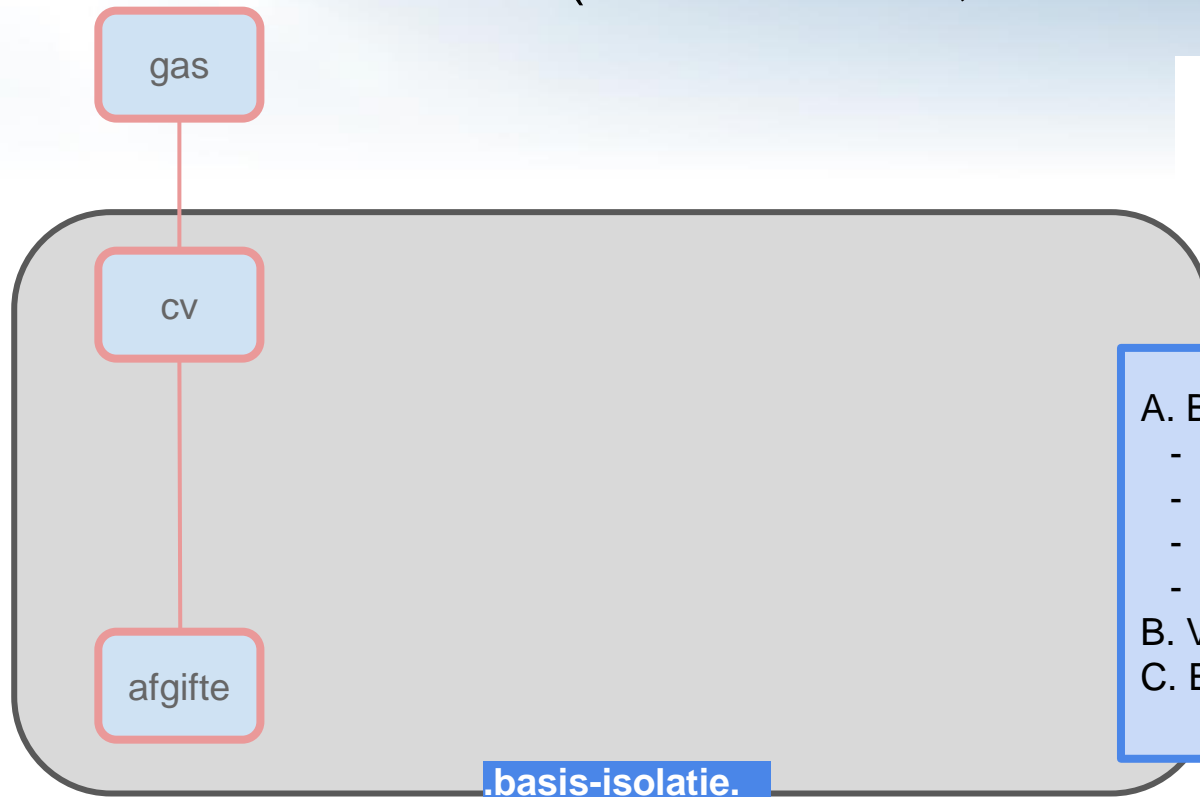 gas
cv
A.
-
-
-
-
B.
C.
afgifte
.basis-isolatie.